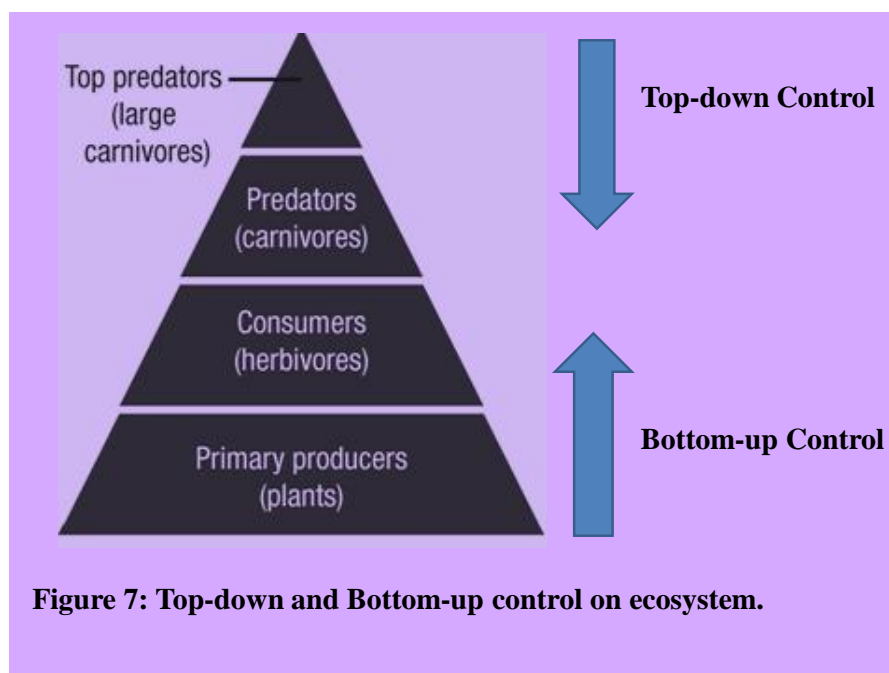 Top predators
(large
carnivores)
Top-down Control
Predators
(carnivores)
Consumers
(herbivores)
Bottom-up Control
Primary producers
(plants)
Figure 7: Top-down and Bottom-up control on ecosystem.